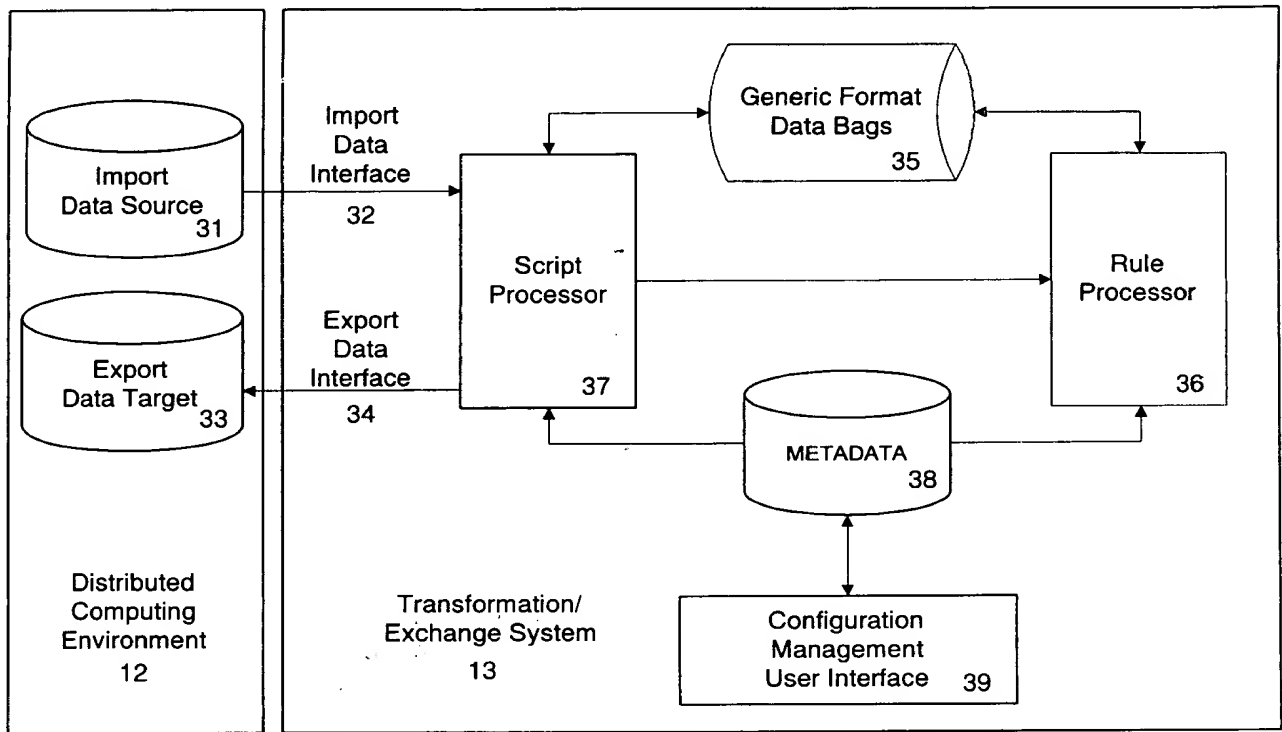 Import
Data Source
31
Export
Data Target
33
Distributed
Computing
Environment
12
Import
Data
Interface
32
Export
Data
Interface
34
Script
Processor
37
Generic Format
Data Bags
35
Rule
Processor
36
METADATA
38
Transformation/
Exchange System
13
Configuration
Management
User Interface
39